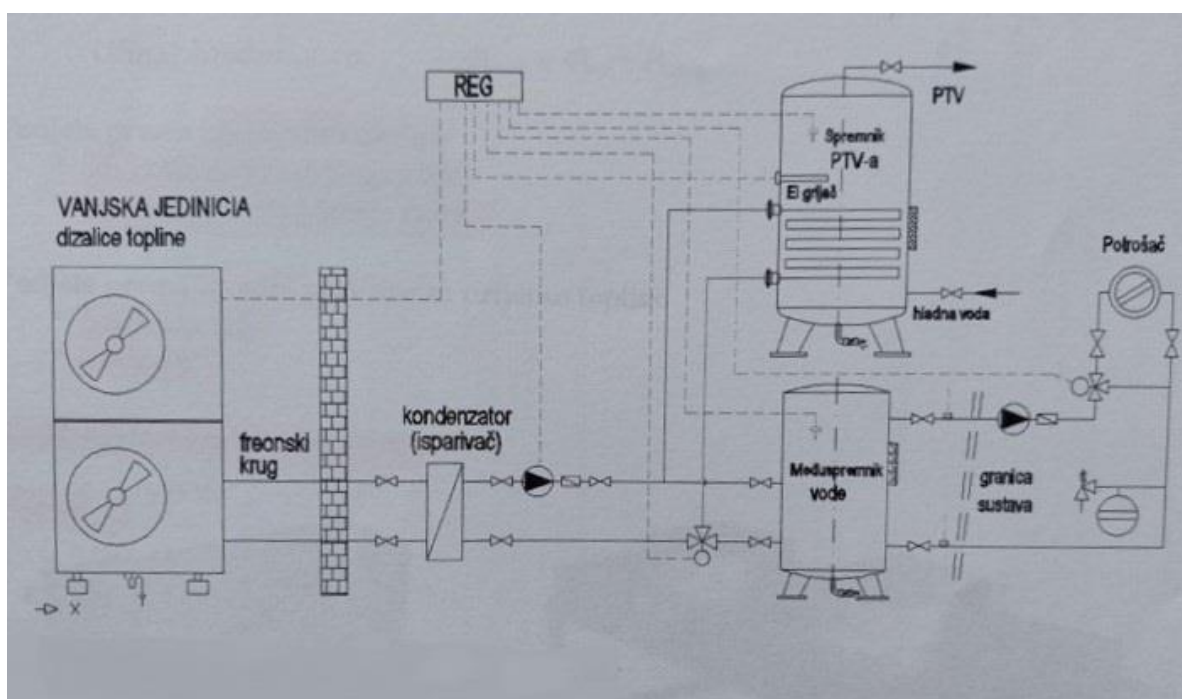 REG
PTV
Spremnik
PTV-a
El grijač
VANJSKA JEDINICIA
dizalice topline
Potrošač
hladna voda
kondenzator
(isparivač)
freonski
krug
Međuspremnik
vode
granica
sustava
X